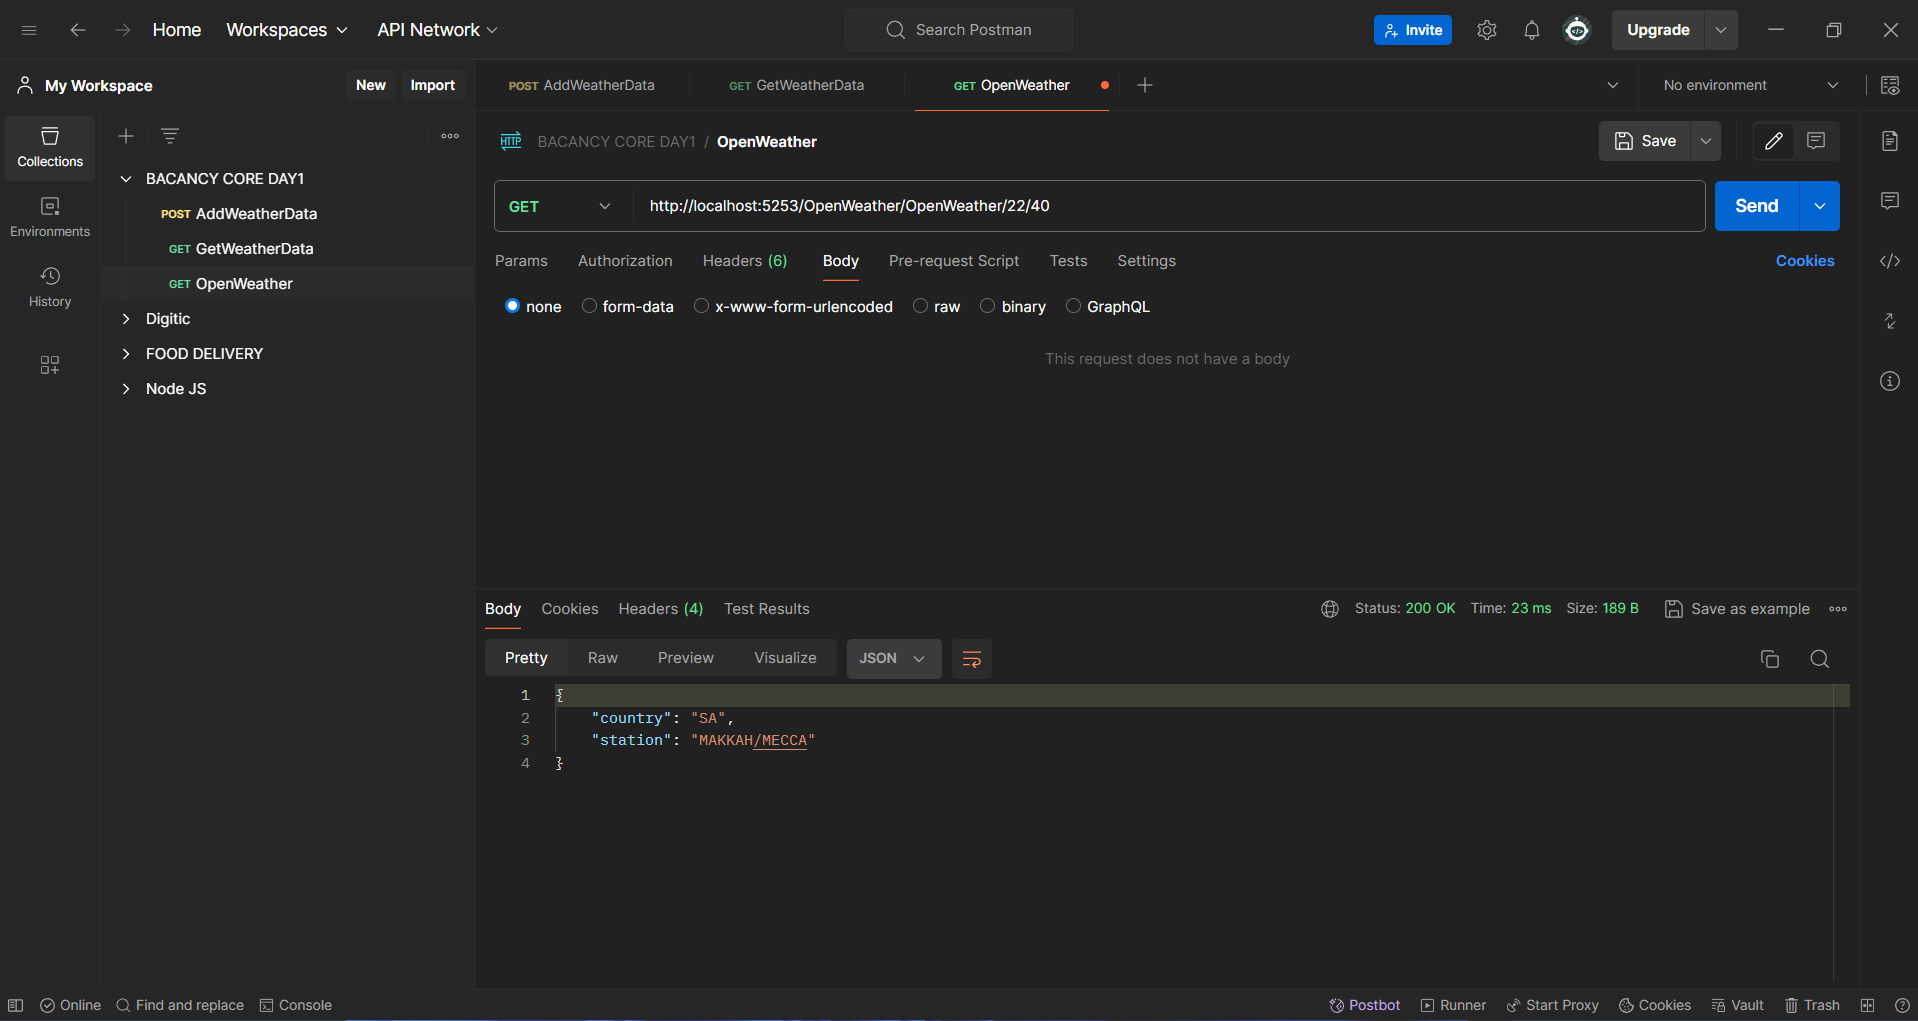 Home Workspaces API Network Search Postman Invite Upgrade
My Workspace New Import POST AddWeatherData GET GetWeatherData GET OpenWeather No environment
Collections
Environments
History
BACANCY CORE DAY1
POST AddWeatherData
GET GetWeatherData
GET OpenWeather
Digitic
FOOD DELIVERY
Node JS
HTTP BACANCY CORE DAY1 / OpenWeather Save
GET http://localhost:5253/OpenWeather/OpenWeather/22/40 Send
Params Authorization Headers (6) Body Pre-request Script Tests Settings Cookies
none form-data x-www-form-urlencoded raw binary GraphQL
This request does not have a body
Body Cookies Headers (4) Test Results Status: 200 OK Time: 23 ms Size: 189 B Save as example
Pretty Raw Preview Visualize JSON
1 {
2 "country": "SA",
3 "station": "MAKKAH/MECCA"
4 }
Online Find and replace Console Postbot Runner Start Proxy Cookies Vault Trash